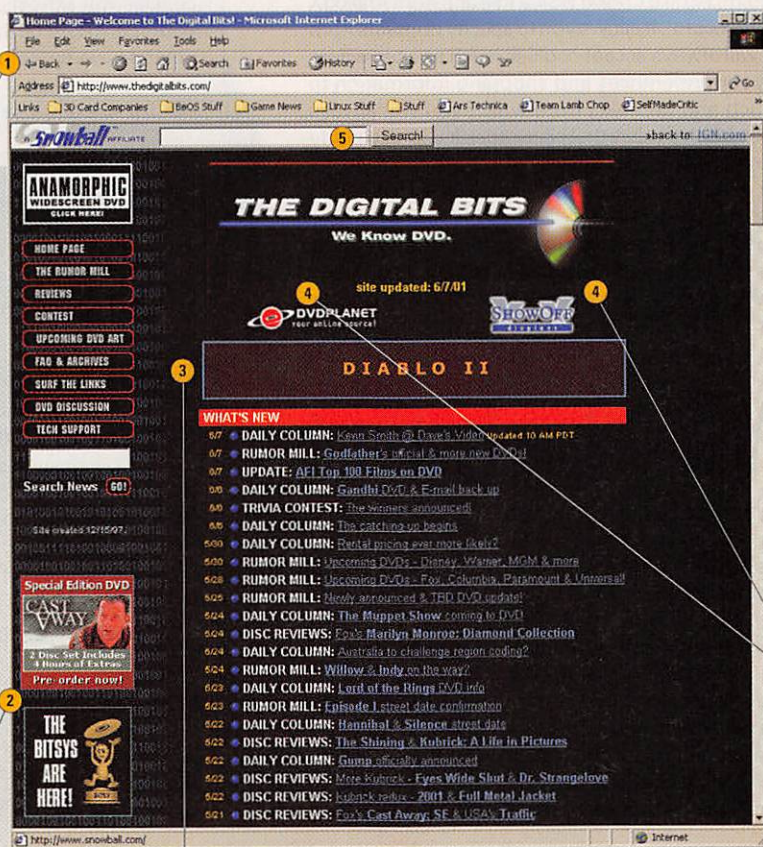 Home Page - Welcome to The Digital Bits! - Microsoft Internet Explorer
File Edit View Favorites Tools Help
1
Back Search Favorites History
Address http://www.thedigitalbits.com/ Go
Links 3D Card Companies BeOS Stuff Game News Linux Stuff Stuff Ars Technica Team Lamb Chop SelfMadeCritic
A Snowball AFFILIATE 5 Search! back to IGN.com
ANAMORPHIC
WIDESCREEN DVD
CLICK HERE!
THE DIGITAL BITS
We Know DVD.
HOME PAGE
THE RUMOR MILL
REVIEWS
CONTEST
UPCOMING DVD ART
FAQ & ARCHIVES
SURF THE LINKS
DVD DISCUSSION
TECH SUPPORT
Search News GO!
Site created 12/15/97
site updated: 6/7/01
4
4
DVDPLANET
your online source!
SHOWOFF
displays
3
DIABLO II
WHAT'S NEW
6/7 DAILY COLUMN: Kevin Smith @ Dave's Video Updated 10 AM PDT
6/7 RUMOR MILL: Godfather's official & more new DVDs!
6/7 UPDATE: AFI Top 100 Films on DVD
6/6 DAILY COLUMN: Gandhi DVD & E-mail back up
6/6 TRIVIA CONTEST: The winners announced!
6/5 DAILY COLUMN: The catching up begins
5/30 DAILY COLUMN: Rental pricing ever more likely?
5/30 RUMOR MILL: Upcoming DVDs - Disney, Warner, MGM & more
5/28 RUMOR MILL: Upcoming DVDs - Fox, Columbia, Paramount & Universal!
5/25 RUMOR MILL: Newly announced & TBD DVD update!
5/24 DAILY COLUMN: The Muppet Show coming to DVD
5/24 DISC REVIEWS: Fox's Marilyn Monroe: Diamond Collection
5/24 DAILY COLUMN: Australia to challenge region coding?
5/24 RUMOR MILL: Willow & Indy on the way?
5/23 DAILY COLUMN: Lord of the Rings DVD info
5/23 RUMOR MILL: Episode I street date confirmation
5/22 DAILY COLUMN: Hannibal & Silence street date
5/22 DISC REVIEWS: The Shining & Kubrick: A Life in Pictures
5/22 DAILY COLUMN: Gump officially announced
5/22 DISC REVIEWS: More Kubrick - Eyes Wide Shut & Dr. Strangelove
5/22 DISC REVIEWS: Kubrick redux - 2001 & Full Metal Jacket
5/21 DISC REVIEWS: Fox's Cast Away: SE & USA's Traffic
Special Edition DVD
CAST AWAY
2 Disc Set Includes
4 Hours of Extras
Pre-order now!
2
THE
BITSYS
ARE
HERE!
http://www.snowball.com/ Internet